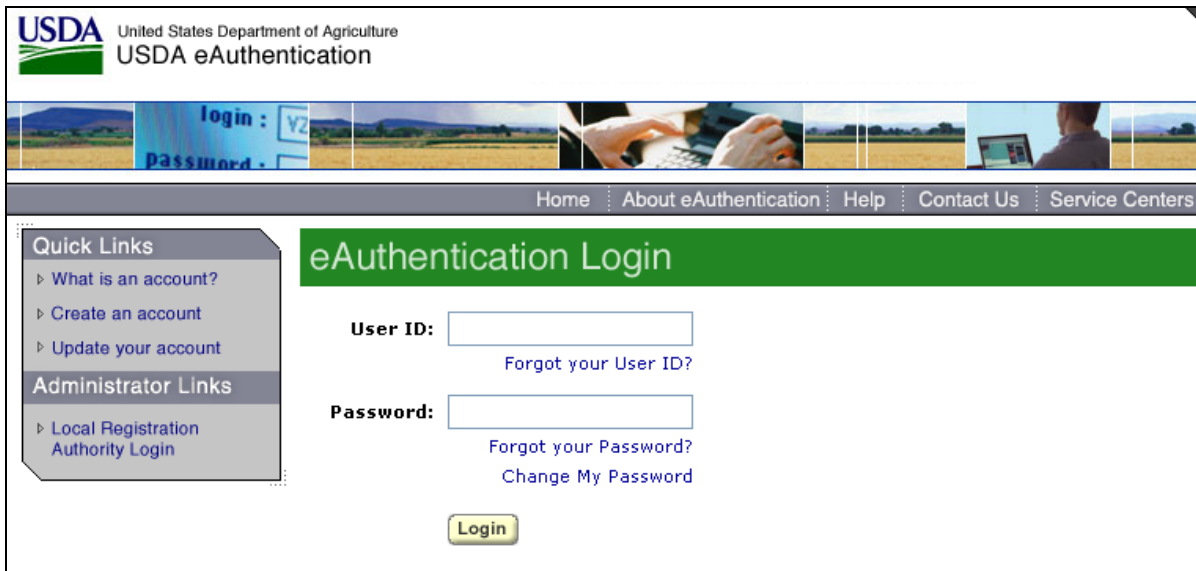 USDA
United States Department of Agriculture
USDA eAuthentication
login :
password :
Home
About eAuthentication
Help
Contact Us
Service Centers
Quick Links
What is an account?
Create an account
Update your account
Administrator Links
Local Registration
Authority Login
eAuthentication Login
User ID:
Forgot your User ID?
Password:
Forgot your Password?
Change My Password
Login